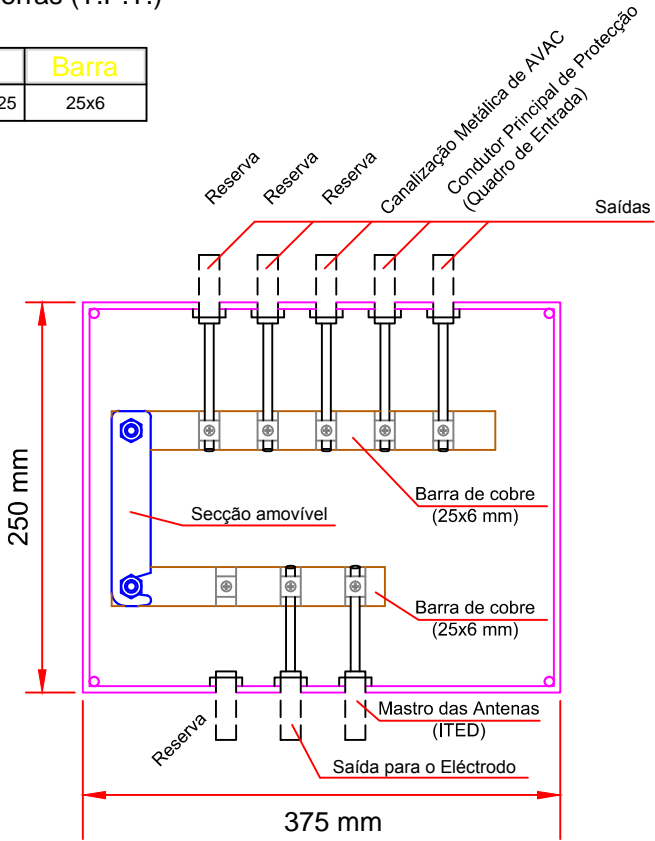 Barra
25
25x6
Reserva
Reserva
Reserva
Canalização Metálica de AVAC
Condutor Principal de Protecção
(Quadro de Entrada)
Saídas
250 mm
Barra de cobre
(25x6 mm)
Secção amovível
Barra de cobre
(25x6 mm)
Reserva
Mastro das Antenas
(ITED)
Saída para o Eléctrodo
375 mm